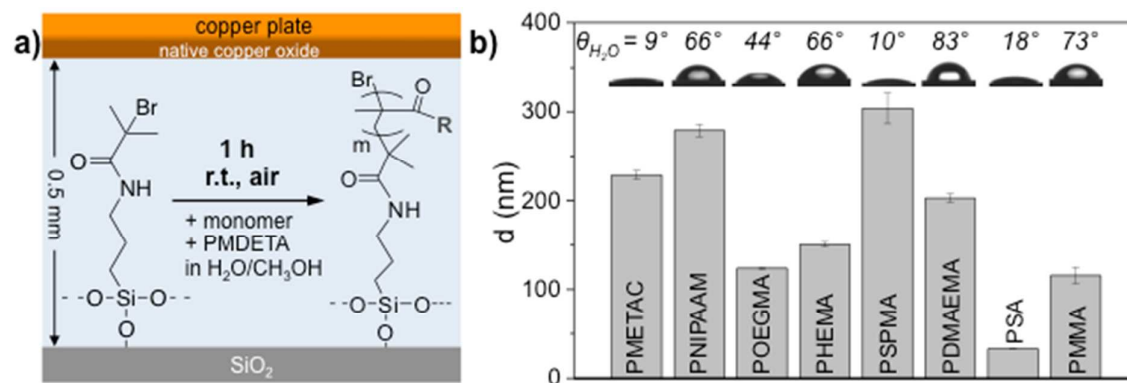 a)
copper plate
native copper oxide
0.5 mm
Br
O
NH
Si
O
O
O
1 h
r.t., air
+ monomer
+ PMDETA
in H₂O/CH₃OH
Br
O
R
m
O
NH
Si
O
O
O
SiO₂
b)
θH₂O = 9° 66° 44° 66° 10° 83° 18° 73°
d (nm)
400
300
200
100
0
PMETAC
PNIPAAM
POEGMA
PHEMA
PSPMA
PDMAEMA
PSA
PMMA